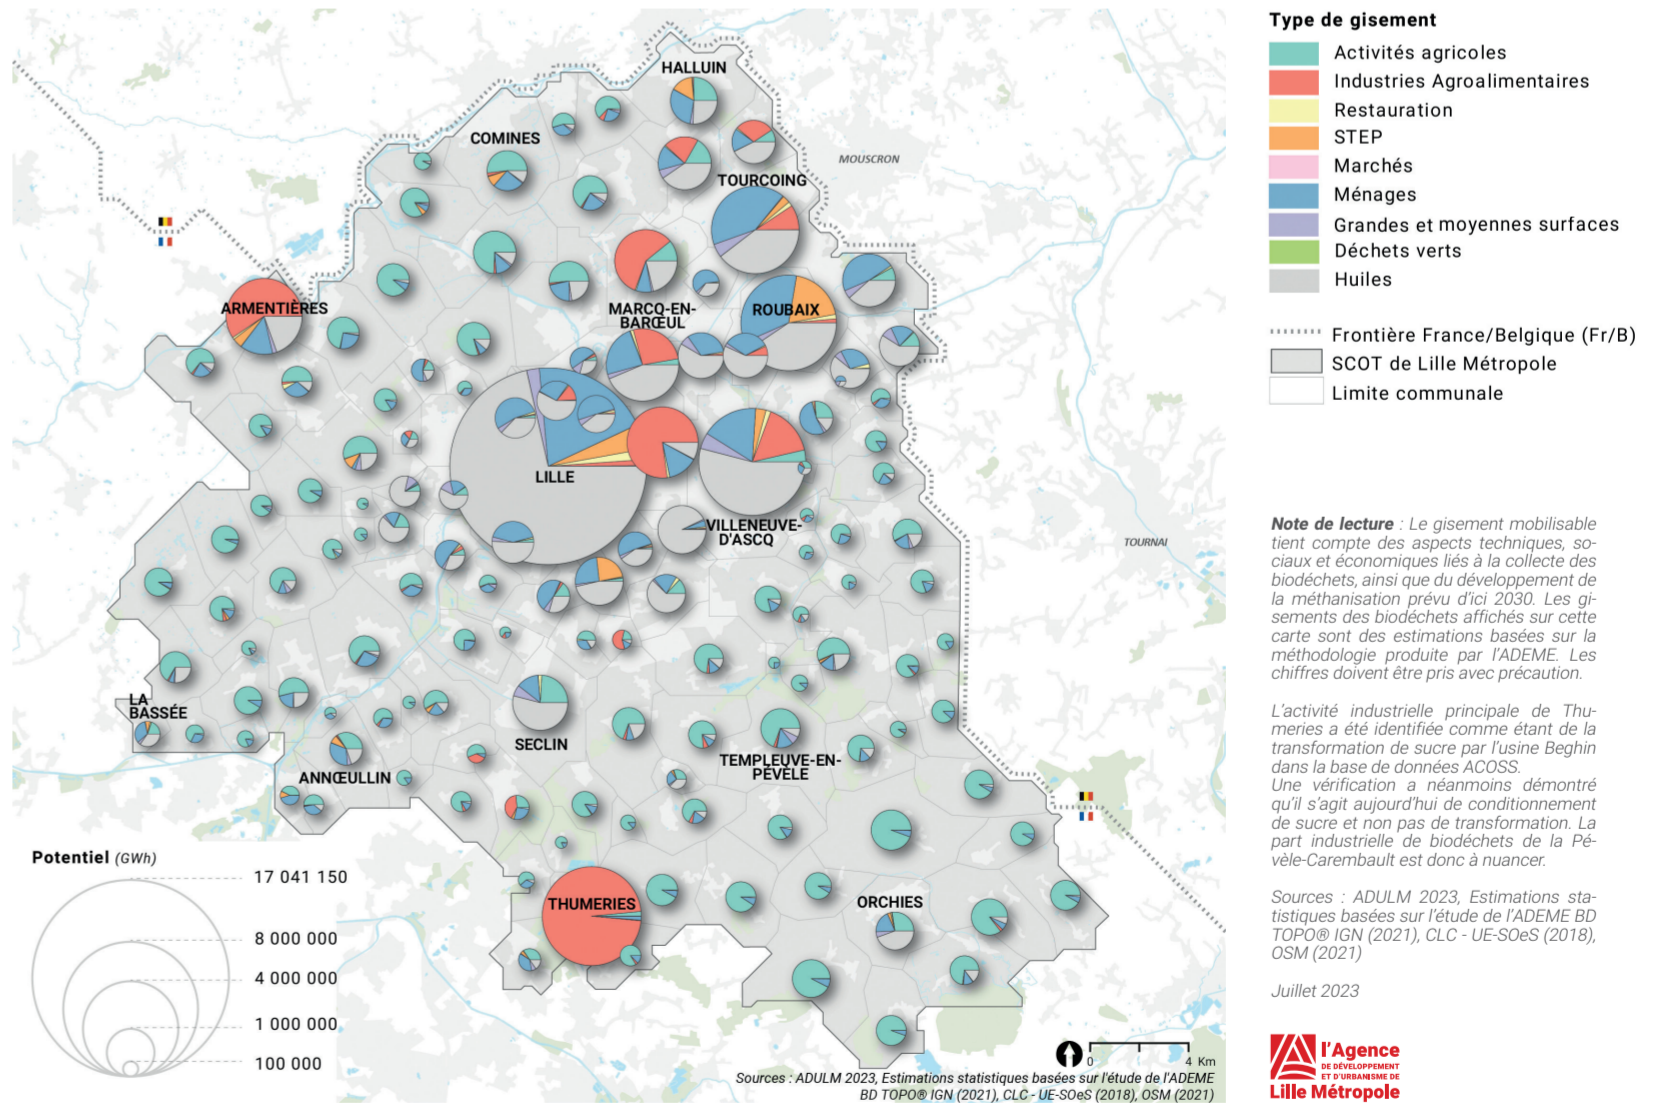 HALLUIN
COMINES
MOUSCRON
TOURCOING
ARMENTIÈRES
MARCQ-EN-
BARŒUL
ROUBAIX
LILLE
VILLENEUVE-
D'ASCQ
TOURNAI
LA
BASSÉE
SECLIN
ANNŒULLIN
TEMPLEUVE-EN-
PÉVÈLE
THUMERIES
ORCHIES
Potentiel (GWh)
17 041 150
8 000 000
4 000 000
1 000 000
100 000
0
4 Km
Sources : ADULM 2023, Estimations statistiques basées sur l'étude de l'ADEME
BD TOPO® IGN (2021), CLC - UE-SOeS (2018), OSM (2021)
Type de gisement
Activités agricoles
Industries Agroalimentaires
Restauration
STEP
Marchés
Ménages
Grandes et moyennes surfaces
Déchets verts
Huiles
Frontière France/Belgique (Fr/B)
SCOT de Lille Métropole
Limite communale
Note de lecture : Le gisement mobilisable
tient compte des aspects techniques, so-
ciaux et économiques liés à la collecte des
biodéchets, ainsi que du développement de
la méthanisation prévu d'ici 2030. Les gi-
sements des biodéchets affichés sur cette
carte sont des estimations basées sur la
méthodologie produite par l'ADEME. Les
chiffres doivent être pris avec précaution.
L'activité industrielle principale de Thu-
meries a été identifiée comme étant de la
transformation de sucre par l'usine Beghin
dans la base de données ACOSS.
Une vérification a néanmoins démontré
qu'il s'agit aujourd'hui de conditionnement
de sucre et non pas de transformation. La
part industrielle de biodéchets de la Pé-
vèle-Carembault est donc à nuancer.
Sources : ADULM 2023, Estimations sta-
tistiques basées sur l'étude de l'ADEME BD
TOPO® IGN (2021), CLC - UE-SOeS (2018),
OSM (2021)
Juillet 2023
l'Agence
DE DÉVELOPPEMENT
ET D'URBANISME DE
Lille Métropole